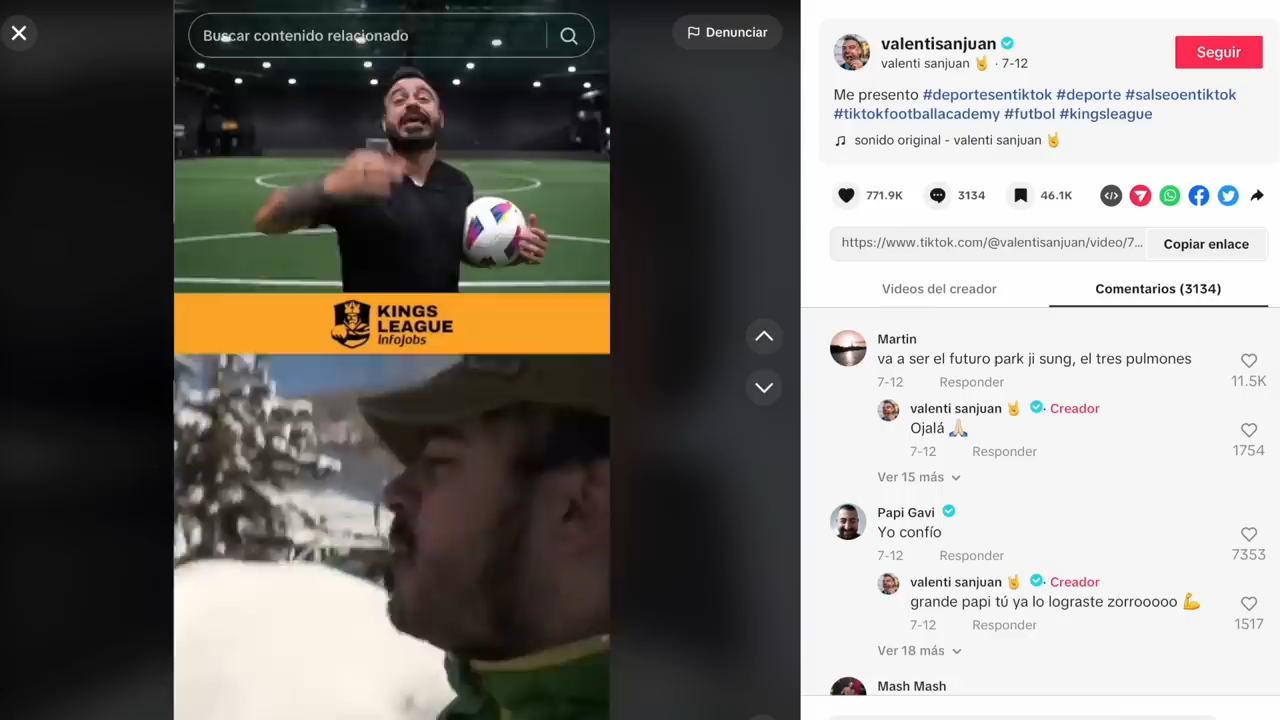 Buscar contenido relacionado
Denunciar
KINGS
LEAGUE
InfoJobs
valentisanjuan
valenti sanjuan 🤘 · 7-12
Seguir
Me presento #deportesentiktok #deporte #salseoentiktok
#tiktokfootballacademy #futbol #kingsleague
sonido original - valenti sanjuan 🤘
771.9K
3134
46.1K
https://www.tiktok.com/@valentisanjuan/video/7...
Copiar enlace
Videos del creador
Comentarios (3134)
Martin
va a ser el futuro park ji sung, el tres pulmones
7-12 Responder
11.5K
valenti sanjuan 🤘 · Creador
Ojalá 🙏🏻
7-12 Responder
1754
Ver 15 más
Papi Gavi
Yo confío
7-12 Responder
7353
valenti sanjuan 🤘 · Creador
grande papi tú ya lo lograste zorrooooo 💪
7-12 Responder
1517
Ver 18 más
Mash Mash